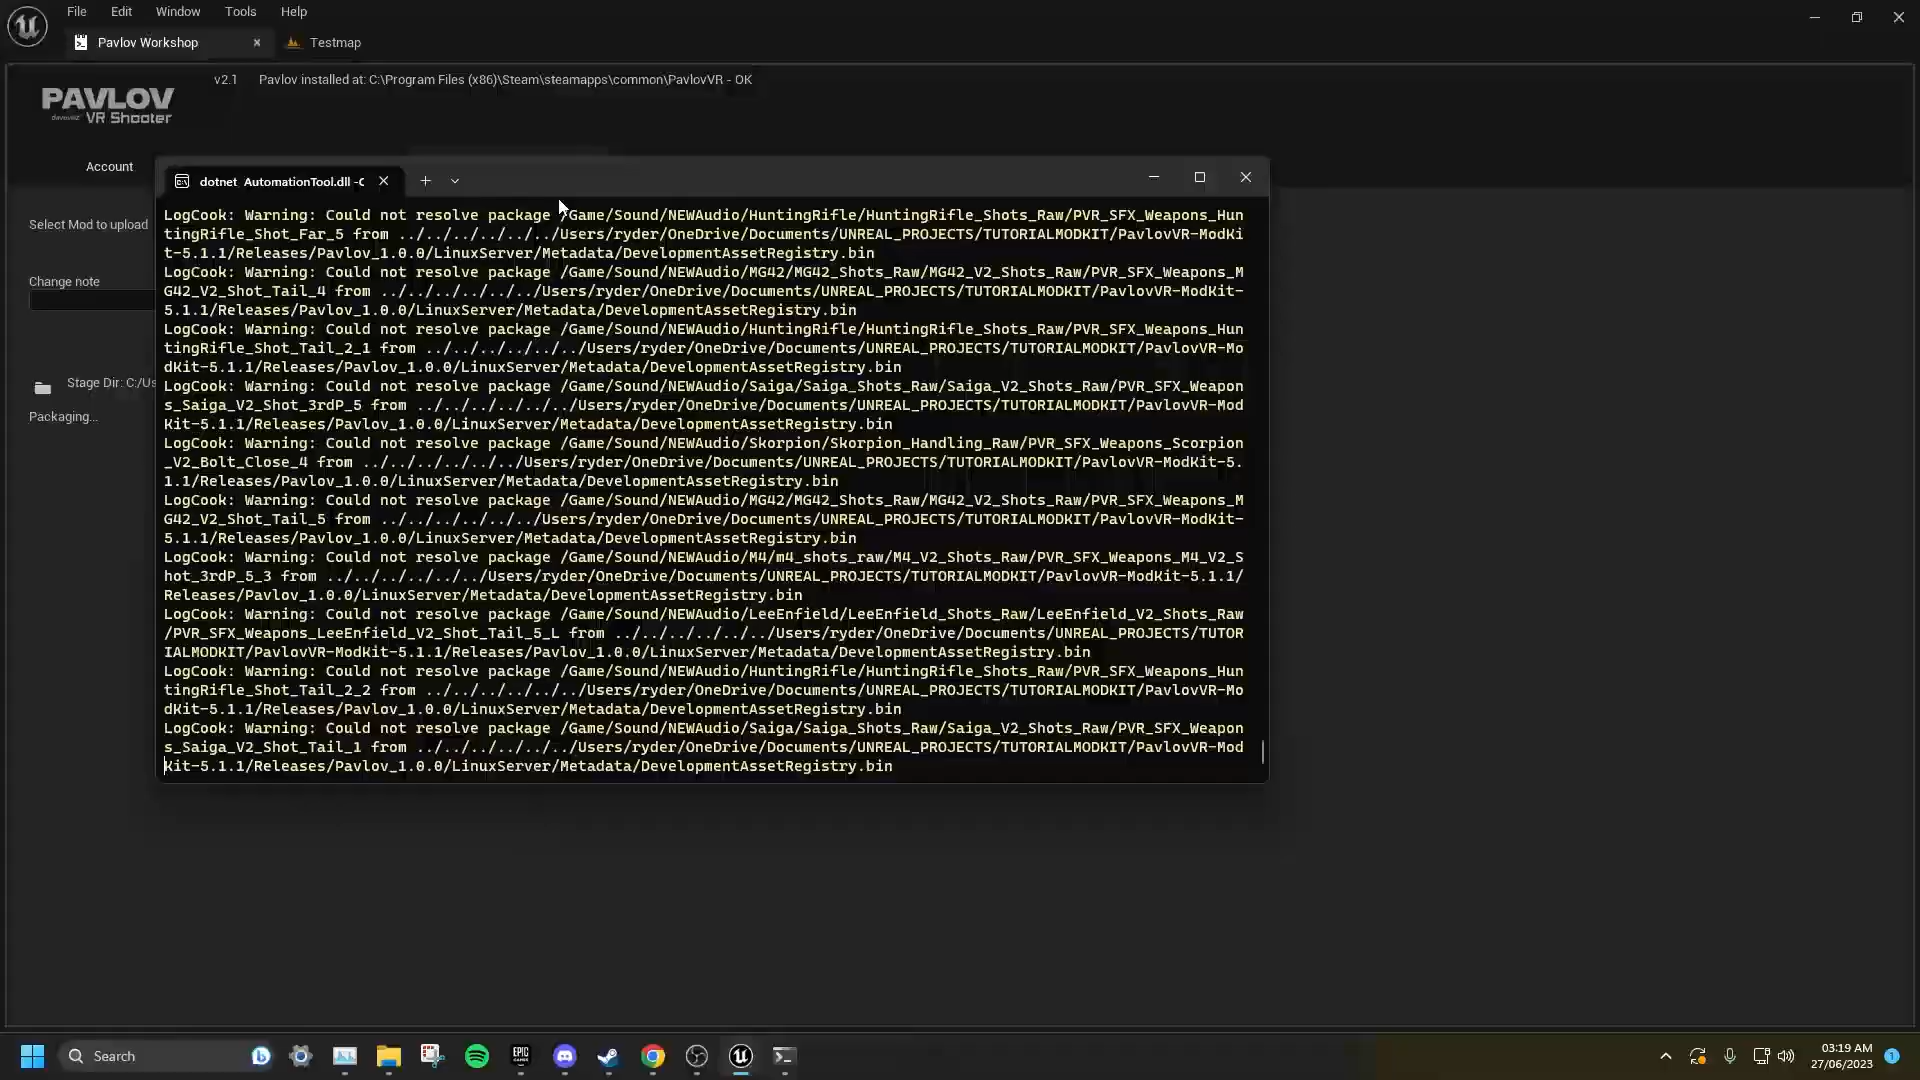 File Edit Window Tools Help
Pavlov Workshop
Testmap
v2.1 Pavlov installed at: C:\Program Files (x86)\Steam\steamapps\common\PavlovVR - OK
PAVLOV
VR Shooter
Account
Select Mod to upload
Change note
Stage Dir: C:/Us
Packaging...
dotnet AutomationTool.dll -C
LogCook: Warning: Could not resolve package /Game/Sound/NEWAudio/HuntingRifle/HuntingRifle_Shots_Raw/PVR_SFX_Weapons_Hun
tingRifle_Shot_Far_5 from ../../../../../../Users/ryder/OneDrive/Documents/UNREAL_PROJECTS/TUTORIALMODKIT/PavlovVR-ModKi
t-5.1.1/Releases/Pavlov_1.0.0/LinuxServer/Metadata/DevelopmentAssetRegistry.bin
LogCook: Warning: Could not resolve package /Game/Sound/NEWAudio/MG42/MG42_Shots_Raw/MG42_V2_Shots_Raw/PVR_SFX_Weapons_M
G42_V2_Shot_Tail_4 from ../../../../../../Users/ryder/OneDrive/Documents/UNREAL_PROJECTS/TUTORIALMODKIT/PavlovVR-ModKit-
5.1.1/Releases/Pavlov_1.0.0/LinuxServer/Metadata/DevelopmentAssetRegistry.bin
LogCook: Warning: Could not resolve package /Game/Sound/NEWAudio/HuntingRifle/HuntingRifle_Shots_Raw/PVR_SFX_Weapons_Hun
tingRifle_Shot_Tail_2_1 from ../../../../../../Users/ryder/OneDrive/Documents/UNREAL_PROJECTS/TUTORIALMODKIT/PavlovVR-Mo
dKit-5.1.1/Releases/Pavlov_1.0.0/LinuxServer/Metadata/DevelopmentAssetRegistry.bin
LogCook: Warning: Could not resolve package /Game/Sound/NEWAudio/Saiga/Saiga_Shots_Raw/Saiga_V2_Shots_Raw/PVR_SFX_Weapon
s_Saiga_V2_Shot_3rdP_5 from ../../../../../../Users/ryder/OneDrive/Documents/UNREAL_PROJECTS/TUTORIALMODKIT/PavlovVR-Mod
Kit-5.1.1/Releases/Pavlov_1.0.0/LinuxServer/Metadata/DevelopmentAssetRegistry.bin
LogCook: Warning: Could not resolve package /Game/Sound/NEWAudio/Skorpion/Skorpion_Handling_Raw/PVR_SFX_Weapons_Scorpion
_V2_Bolt_Close_4 from ../../../../../../Users/ryder/OneDrive/Documents/UNREAL_PROJECTS/TUTORIALMODKIT/PavlovVR-ModKit-5.
1.1/Releases/Pavlov_1.0.0/LinuxServer/Metadata/DevelopmentAssetRegistry.bin
LogCook: Warning: Could not resolve package /Game/Sound/NEWAudio/MG42/MG42_Shots_Raw/MG42_V2_Shots_Raw/PVR_SFX_Weapons_M
G42_V2_Shot_Tail_5 from ../../../../../../Users/ryder/OneDrive/Documents/UNREAL_PROJECTS/TUTORIALMODKIT/PavlovVR-ModKit-
5.1.1/Releases/Pavlov_1.0.0/LinuxServer/Metadata/DevelopmentAssetRegistry.bin
LogCook: Warning: Could not resolve package /Game/Sound/NEWAudio/M4/m4_shots_raw/M4_V2_Shots_Raw/PVR_SFX_Weapons_M4_V2_S
hot_3rdP_5_3 from ../../../../../../Users/ryder/OneDrive/Documents/UNREAL_PROJECTS/TUTORIALMODKIT/PavlovVR-ModKit-5.1.1/
Releases/Pavlov_1.0.0/LinuxServer/Metadata/DevelopmentAssetRegistry.bin
LogCook: Warning: Could not resolve package /Game/Sound/NEWAudio/LeeEnfield/LeeEnfield_Shots_Raw/LeeEnfield_V2_Shots_Raw
/PVR_SFX_Weapons_LeeEnfield_V2_Shot_Tail_5_L from ../../../../../../Users/ryder/OneDrive/Documents/UNREAL_PROJECTS/TUTOR
IALMODKIT/PavlovVR-ModKit-5.1.1/Releases/Pavlov_1.0.0/LinuxServer/Metadata/DevelopmentAssetRegistry.bin
LogCook: Warning: Could not resolve package /Game/Sound/NEWAudio/HuntingRifle/HuntingRifle_Shots_Raw/PVR_SFX_Weapons_Hun
tingRifle_Shot_Tail_2_2 from ../../../../../../Users/ryder/OneDrive/Documents/UNREAL_PROJECTS/TUTORIALMODKIT/PavlovVR-Mo
dKit-5.1.1/Releases/Pavlov_1.0.0/LinuxServer/Metadata/DevelopmentAssetRegistry.bin
LogCook: Warning: Could not resolve package /Game/Sound/NEWAudio/Saiga/Saiga_Shots_Raw/Saiga_V2_Shots_Raw/PVR_SFX_Weapon
s_Saiga_V2_Shot_Tail_1 from ../../../../../../Users/ryder/OneDrive/Documents/UNREAL_PROJECTS/TUTORIALMODKIT/PavlovVR-Mod
Kit-5.1.1/Releases/Pavlov_1.0.0/LinuxServer/Metadata/DevelopmentAssetRegistry.bin
Search
EPIC
03:19 AM
27/06/2023
1